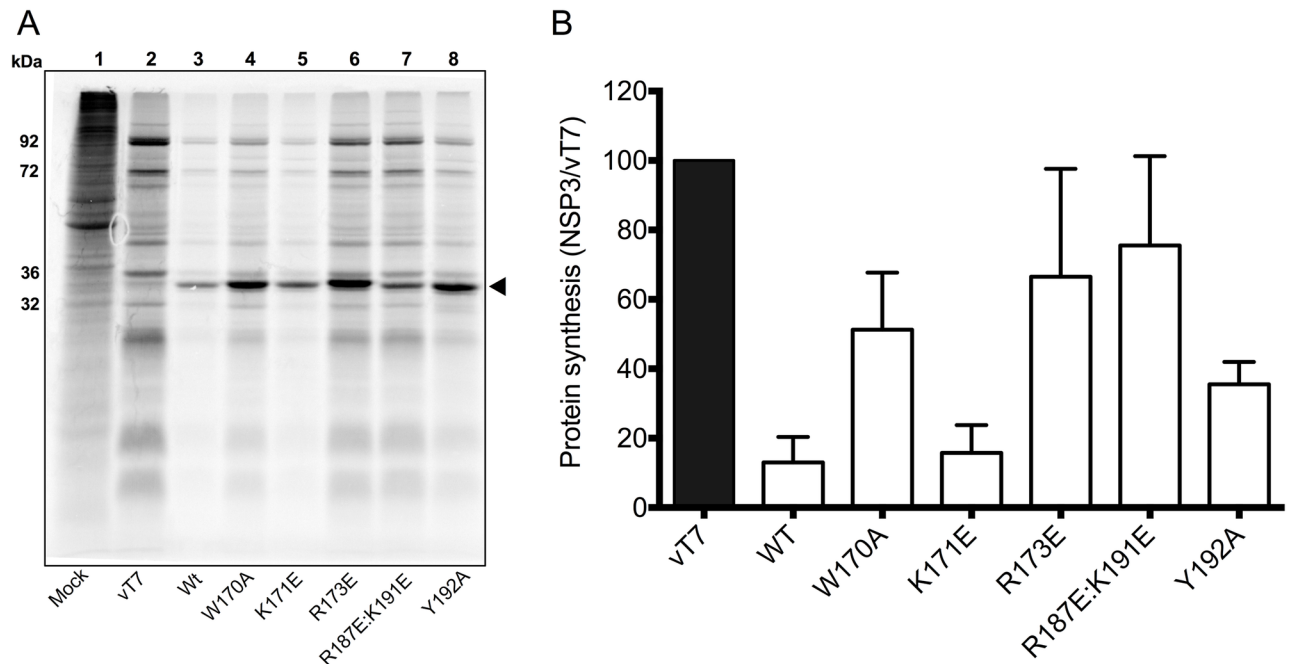 A
kDa 1 2 3 4 5 6 7 8
92
72
36
32
Mock vT7 Wt W170A K171E R173E R187E:K191E Y192A
B
Protein synthesis (NSP3/vT7)
120
100
80
60
40
20
0
vT7 WT W170A K171E R173E R187E:K191E Y192A